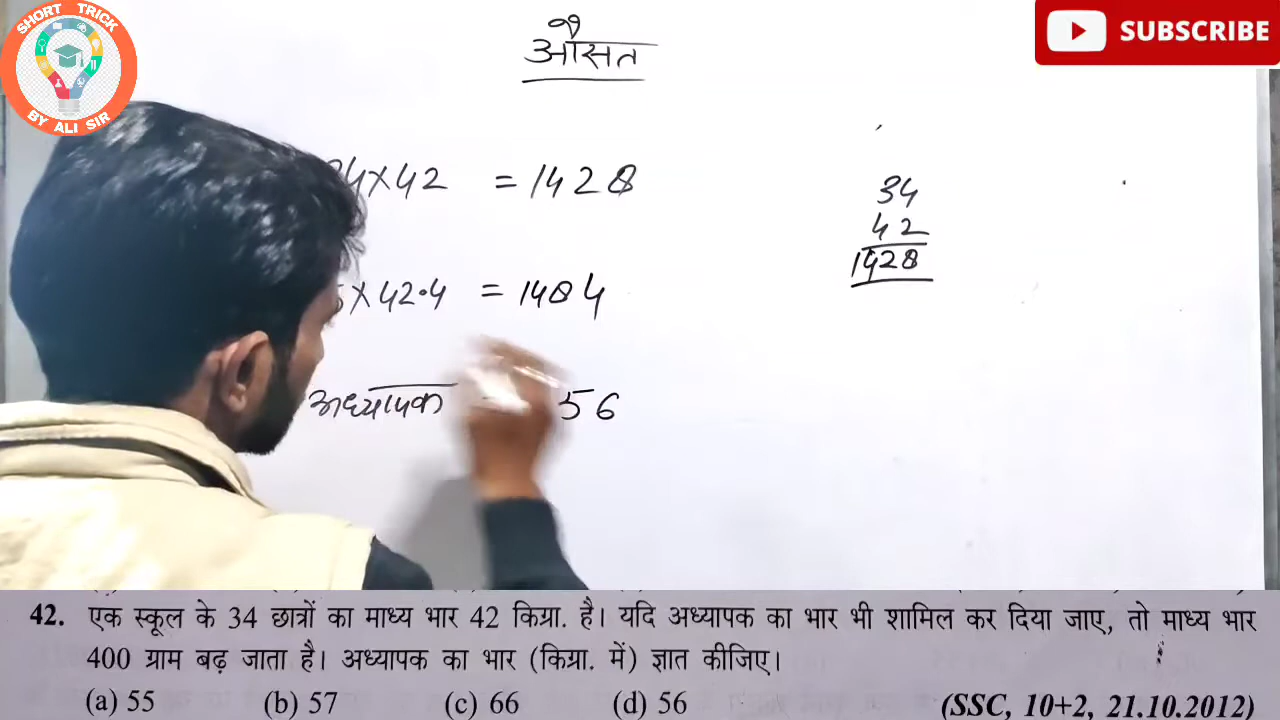 SHORT TRICK
BY ALI SIR
SUBSCRIBE
औसत
34×42 = 1428
34
42
1428
5×42.4 = 1484
अध्यापक 56
42. एक स्कूल के 34 छात्रों का माध्य भार 42 किग्रा. है। यदि अध्यापक का भार भी शामिल कर दिया जाए, तो माध्य भार
400 ग्राम बढ़ जाता है। अध्यापक का भार (किग्रा. में) ज्ञात कीजिए।
(a) 55 (b) 57 (c) 66 (d) 56 (SSC, 10+2, 21.10.2012)